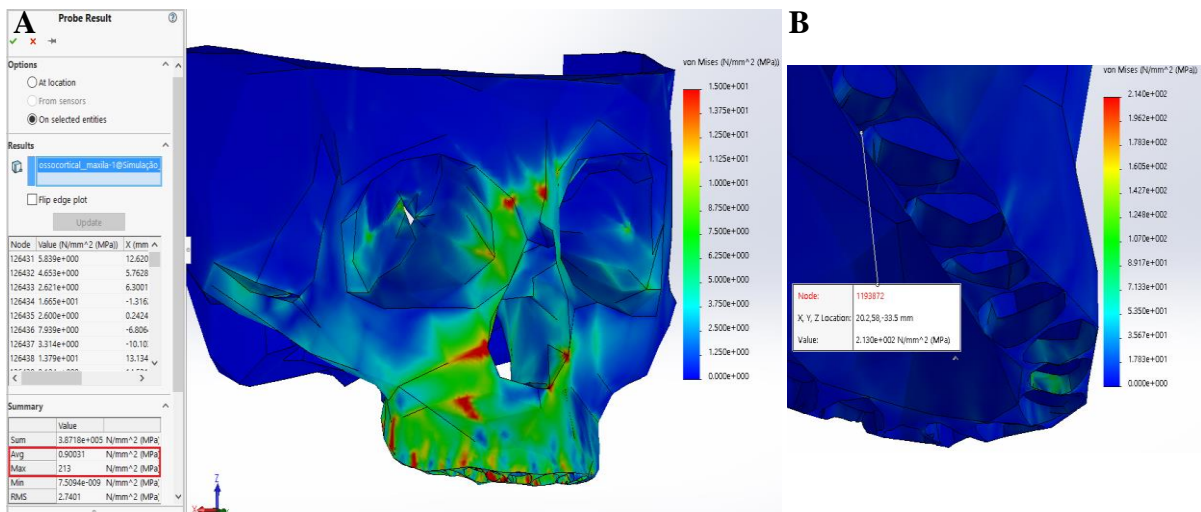 A
Probe Result
Options
At location
From sensors
On selected entities
Results
ossocortical_maxila-1@Simulação_
Flip edge plot
Update
Node Value (N/mm^2 (MPa)) X (mm
126431 5.839e+000 12.620
126432 4.653e+000 5.7628
126433 2.621e+000 6.3001
126434 1.665e+001 -1.316
126435 2.600e+000 0.2424
126436 7.939e+000 -6.806
126437 3.314e+000 -10.10
126438 1.379e+001 13.134
Summary
Value
Sum 3.8718e+005 N/mm^2 (MPa)
Avg 0.90031 N/mm^2 (MPa)
Max 213 N/mm^2 (MPa)
Min 7.5094e-009 N/mm^2 (MPa)
RMS 2.7401 N/mm^2 (MPa)
Z
von Mises (N/mm^2 (MPa))
1.500e+001
1.375e+001
1.250e+001
1.125e+001
1.000e+001
8.750e+000
7.500e+000
6.250e+000
5.000e+000
3.750e+000
2.500e+000
1.250e+000
0.000e+000
B
von Mises (N/mm^2 (MPa))
2.140e+002
1.962e+002
1.783e+002
1.605e+002
1.427e+002
1.248e+002
1.070e+002
8.917e+001
7.133e+001
5.350e+001
3.567e+001
1.783e+001
0.000e+000
Node: 1193872
X, Y, Z Location: 20.2,58,-33.5 mm
Value: 2.130e+002 N/mm^2 (MPa)